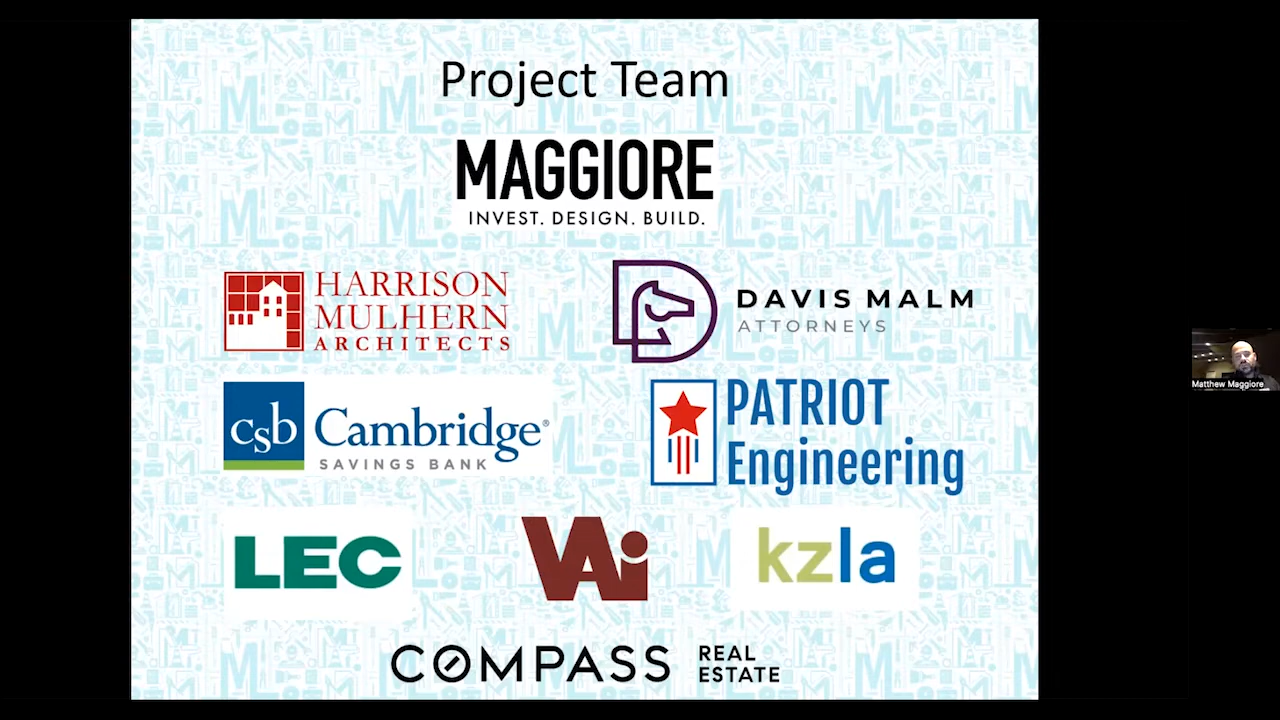 Project Team
MAGGIORE
INVEST. DESIGN. BUILD.
HARRISON
MULHERN
ARCHITECTS
DAVIS MALM
ATTORNEYS
csb
Cambridge®
SAVINGS BANK
PATRIOT
Engineering
LEC
VAi
kzla
COMPASS
REAL
ESTATE
Matthew Maggiore